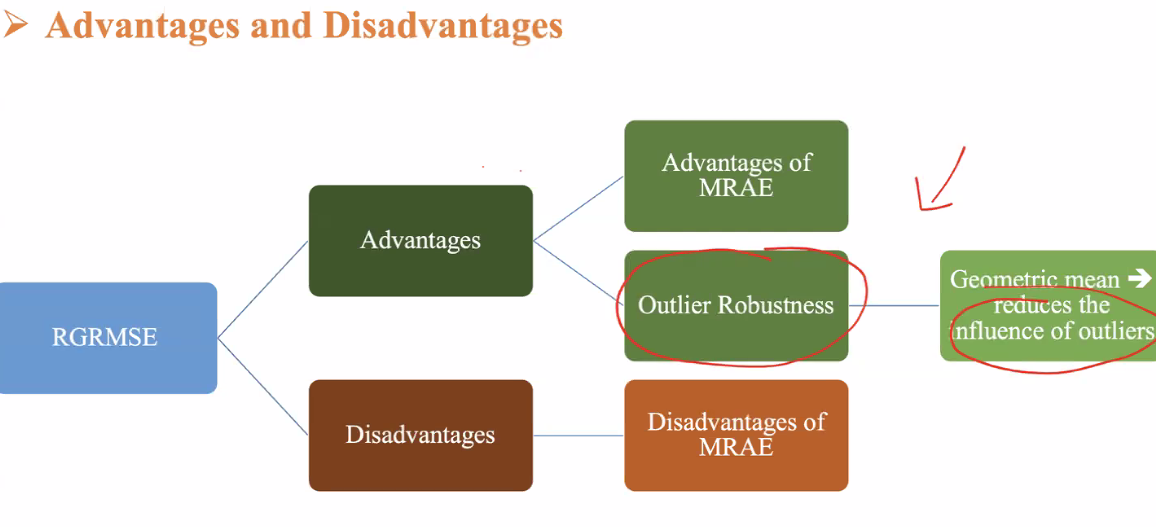 Advantages and Disadvantages
Advantages of
MRAE
Advantages
Outlier Robustness
Geometric mean ➔
reduces the
influence of outliers
RGRMSE
Disadvantages
Disadvantages of
MRAE